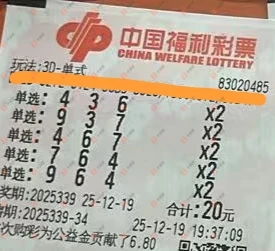 中国福利彩票
CHINA WELFARE LOTTERY
玩法:3D-单式 83020485
单选: 4 3 6 x2
单选: 9 3 7 x2
单选: 4 6 7 x2
单选: 7 6 4 x2
单选: 9 6 4 x2
奖期:2025339 25-12-19 合计:20元
期:2025339-34 25-12-19 19:37:09
次购彩为公益金贡献了6.80